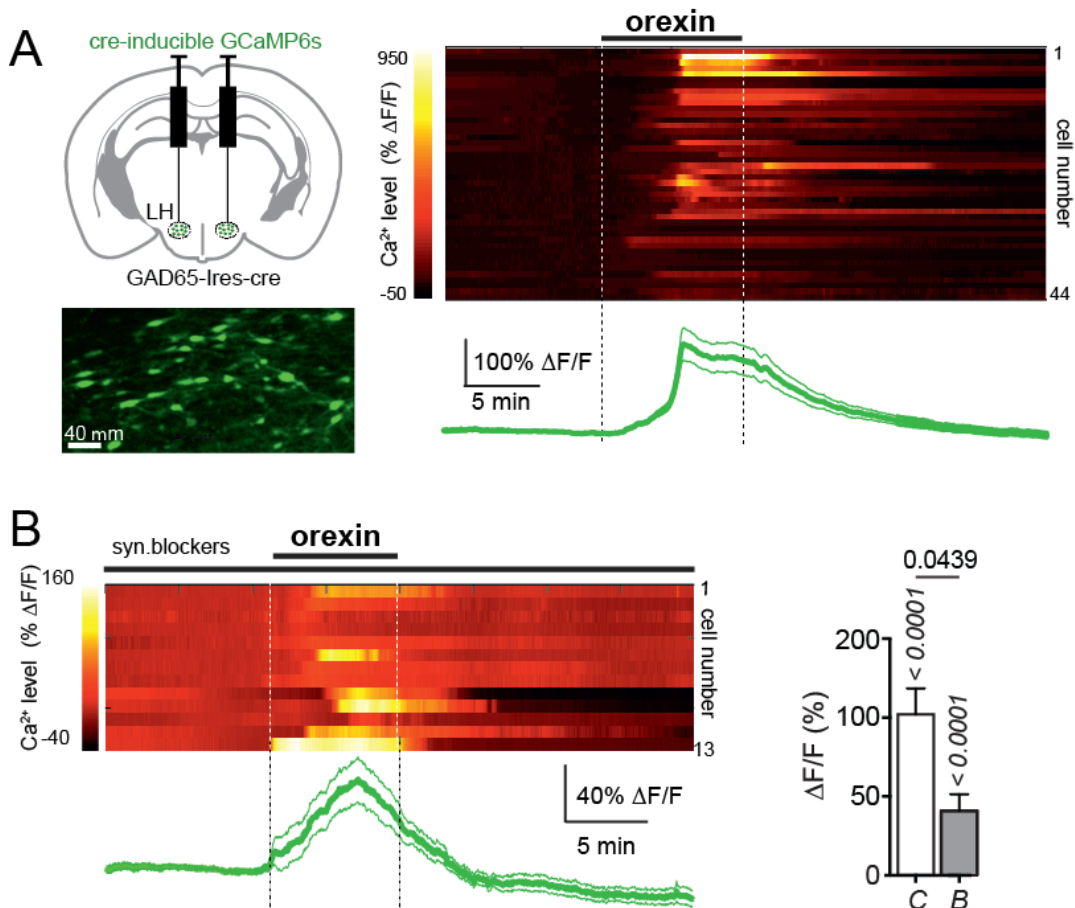 A
cre-inducible GCaMP6s
LH
GAD65-Ires-cre
40 mm
orexin
950
Ca²⁺ level (% ΔF/F)
-50
1
cell number
44
100% ΔF/F
5 min
B
syn.blockers
orexin
160
Ca²⁺ level (% ΔF/F)
-40
1
cell number
13
40% ΔF/F
5 min
0.0439
< 0.0001
< 0.0001
ΔF/F (%)
200
100
50
0
C B